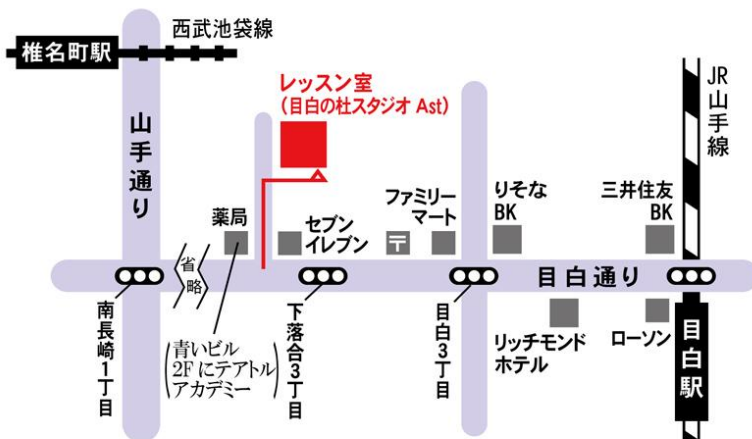 西武池袋線
椎名町駅
JR山手線
レッスン室
（目白の杜スタジオ Ast）
山手通り
薬局
セブン
イレブン
〒
ファミリー
マート
りそな
BK
三井住友
BK
省略
目白通り
南長崎1丁目
下落合3丁目
目白3丁目
リッチモンド
ホテル
ローソン
目白駅
（青いビル
2Fにテアトル
アカデミー）